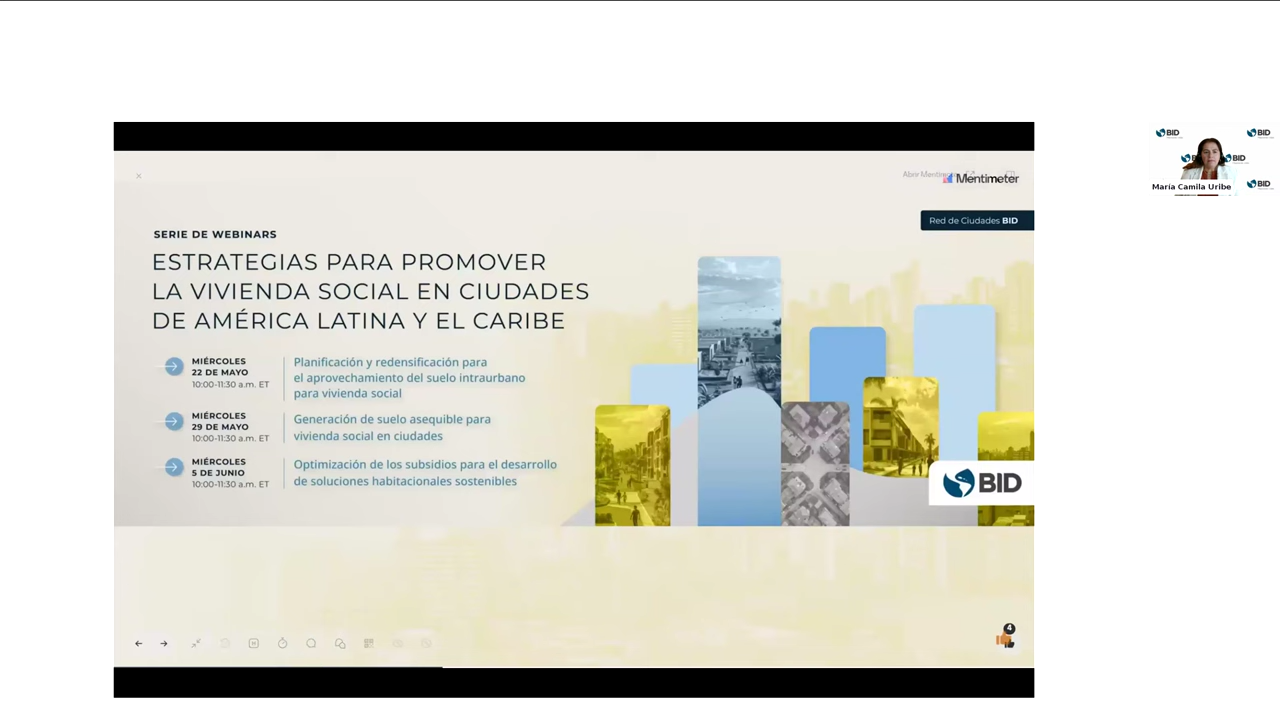 Abrir Mentimeter
Mentimeter
Red de Ciudades BID
SERIE DE WEBINARS
ESTRATEGIAS PARA PROMOVER
LA VIVIENDA SOCIAL EN CIUDADES
DE AMÉRICA LATINA Y EL CARIBE
MIÉRCOLES
22 DE MAYO
10:00-11:30 a.m. ET
Planificación y redensificación para
el aprovechamiento del suelo intraurbano
para vivienda social
MIÉRCOLES
29 DE MAYO
10:00-11:30 a.m. ET
Generación de suelo asequible para
vivienda social en ciudades
MIÉRCOLES
5 DE JUNIO
10:00-11:30 a.m. ET
Optimización de los subsidios para el desarrollo
de soluciones habitacionales sostenibles
BID
4
BID
BID
BID
BID
María Camila Uribe